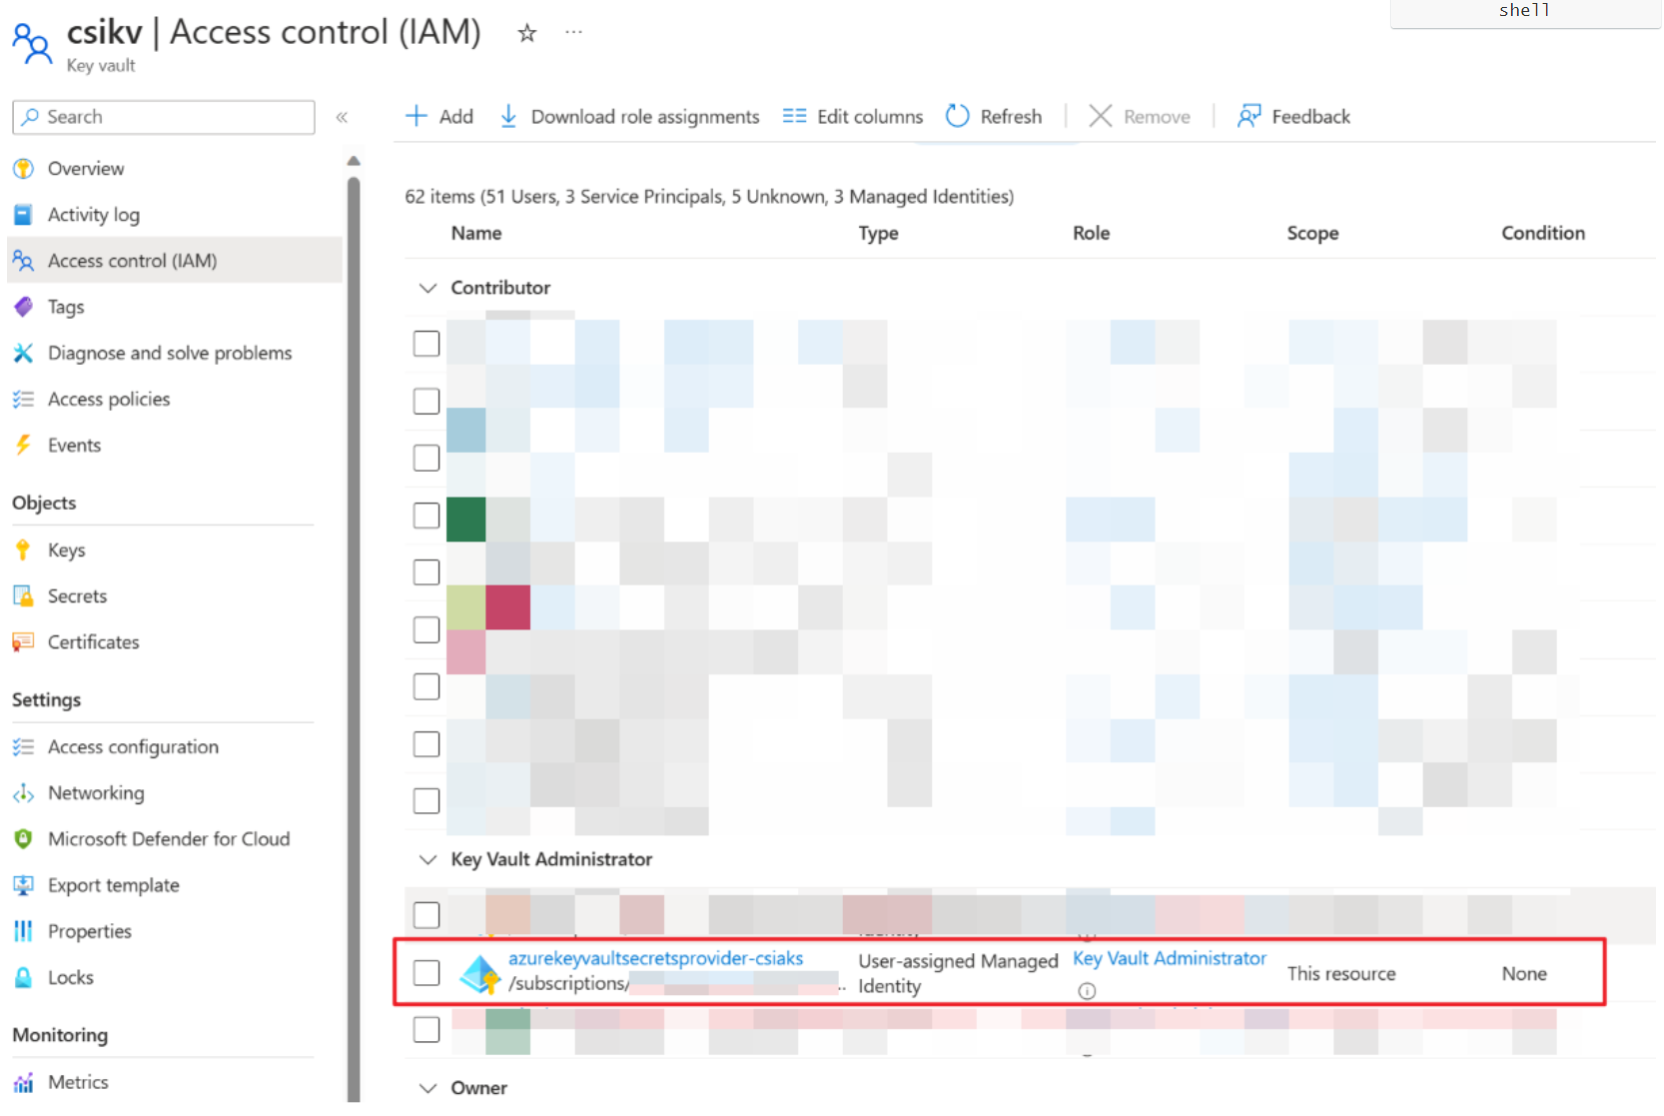 shell
csikv | Access control (IAM)
Key vault
Search
Overview
Activity log
Access control (IAM)
Tags
Diagnose and solve problems
Access policies
Events
Objects
Keys
Secrets
Certificates
Settings
Access configuration
Networking
Microsoft Defender for Cloud
Export template
Properties
Locks
Monitoring
Metrics
Add
Download role assignments
Edit columns
Refresh
Remove
Feedback
62 items (51 Users, 3 Service Principals, 5 Unknown, 3 Managed Identities)
Name Type Role Scope Condition
Contributor
Key Vault Administrator
azurekeyvaultsecretsprovider-csiaks User-assigned Managed Key Vault Administrator This resource None
/subscriptions/ ... Identity
Owner